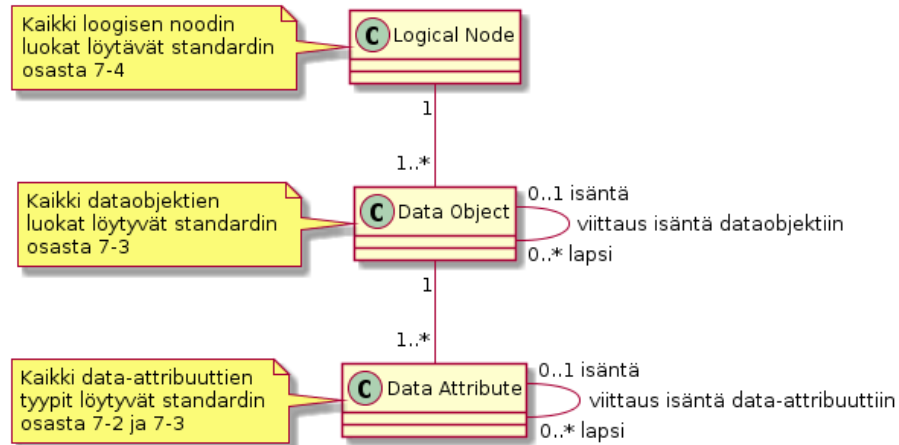 Kaikki loogisen noodin
luokat löytävät standardin
osasta 7-4
C Logical Node
1
1..*
Kaikki dataobjektien
luokat löytyvät standardin
osasta 7-3
C Data Object
0..1 isäntä
viittaus isäntä dataobjektiin
0..* lapsi
1
1..*
Kaikki data-attribuuttien
tyypit löytyvät standardin
osasta 7-2 ja 7-3
C Data Attribute
0..1 isäntä
viittaus isäntä data-attribuuttiin
0..* lapsi